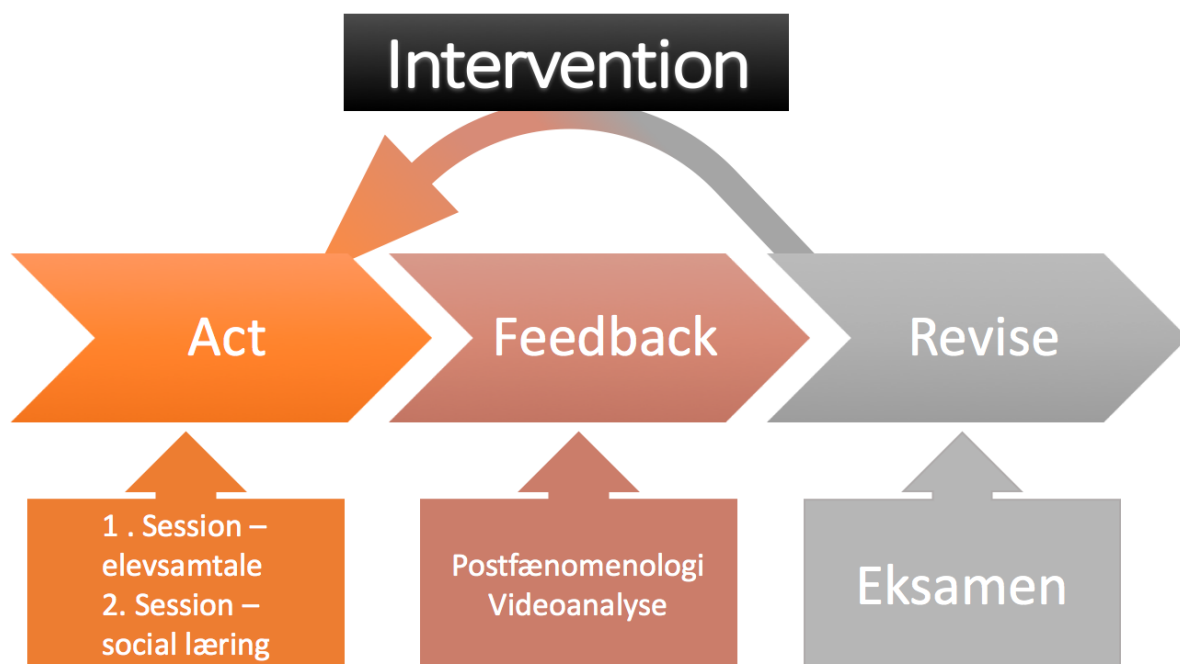 Intervention
Act
Feedback
Revise
1 . Session –
elevsamtale
2. Session –
social læring
Postfænomenologi
Videoanalyse
Eksamen